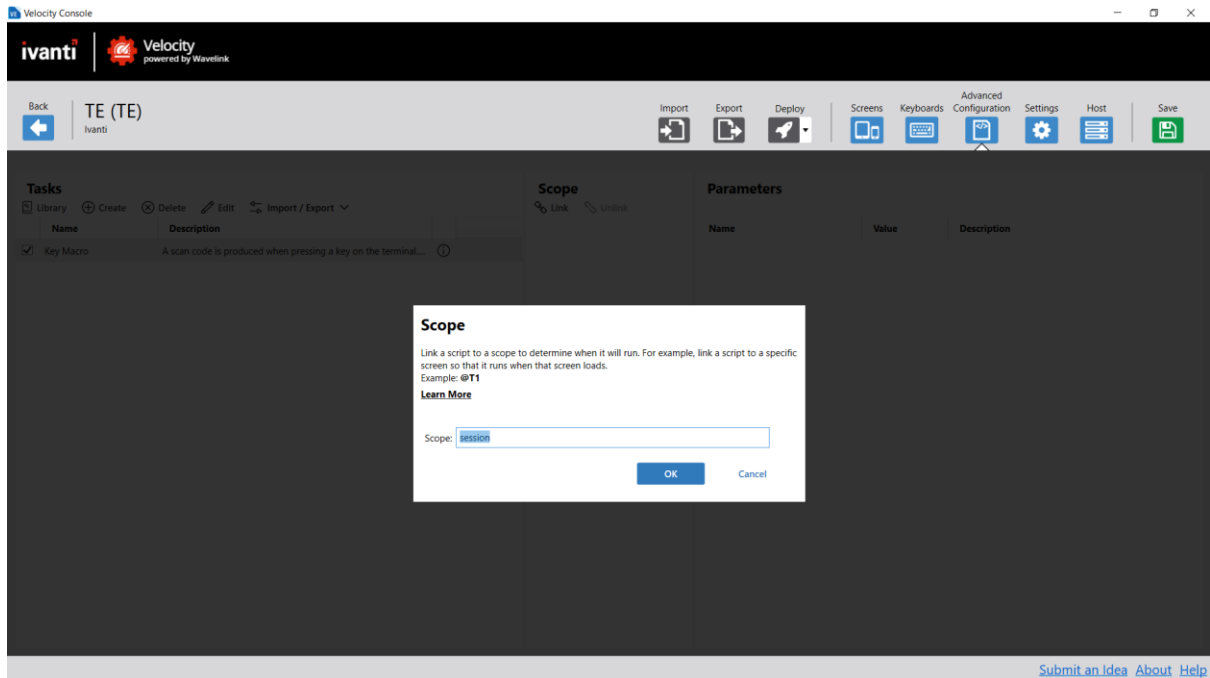 Velocity Console
ivanti
Velocity
powered by Wavelink
Back
TE (TE)
Ivanti
Import
Export
Deploy
Screens
Keyboards
Advanced
Configuration
Settings
Host
Save
Tasks
Library
Create
Delete
Edit
Import / Export
Name
Description
Key Macro
A scan code is produced when pressing a key on the terminal....
Scope
Link
Unlink
Parameters
Name
Value
Description
Scope
Link a script to a scope to determine when it will run. For example, link a script to a specific
screen so that it runs when that screen loads.
Example: @T1
Learn More
Scope: session
OK
Cancel
Submit an Idea
About
Help